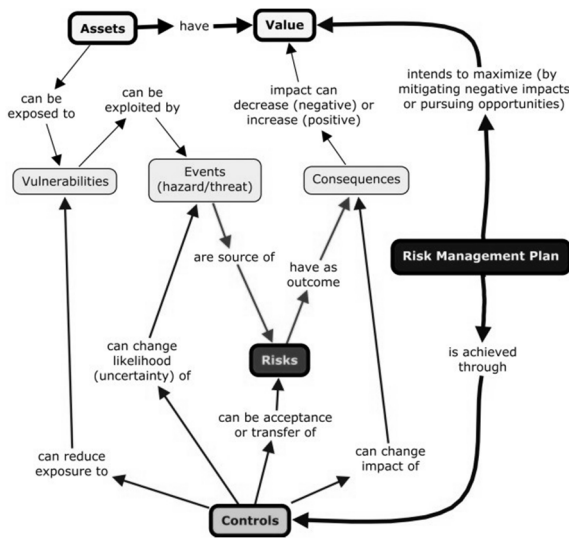 Assets
have
Value
can be
exposed to
can be
exploited by
impact can
decrease (negative) or
increase (positive)
intends to maximize (by
mitigating negative impacts
or pursuing opportunities)
Vulnerabilities
Events
(hazard/threat)
Consequences
are source of
have as
outcome
Risk Management Plan
can change
likelihood
(uncertainty) of
Risks
is achieved
through
can be acceptance
or transfer of
can reduce
exposure to
can change
impact of
Controls